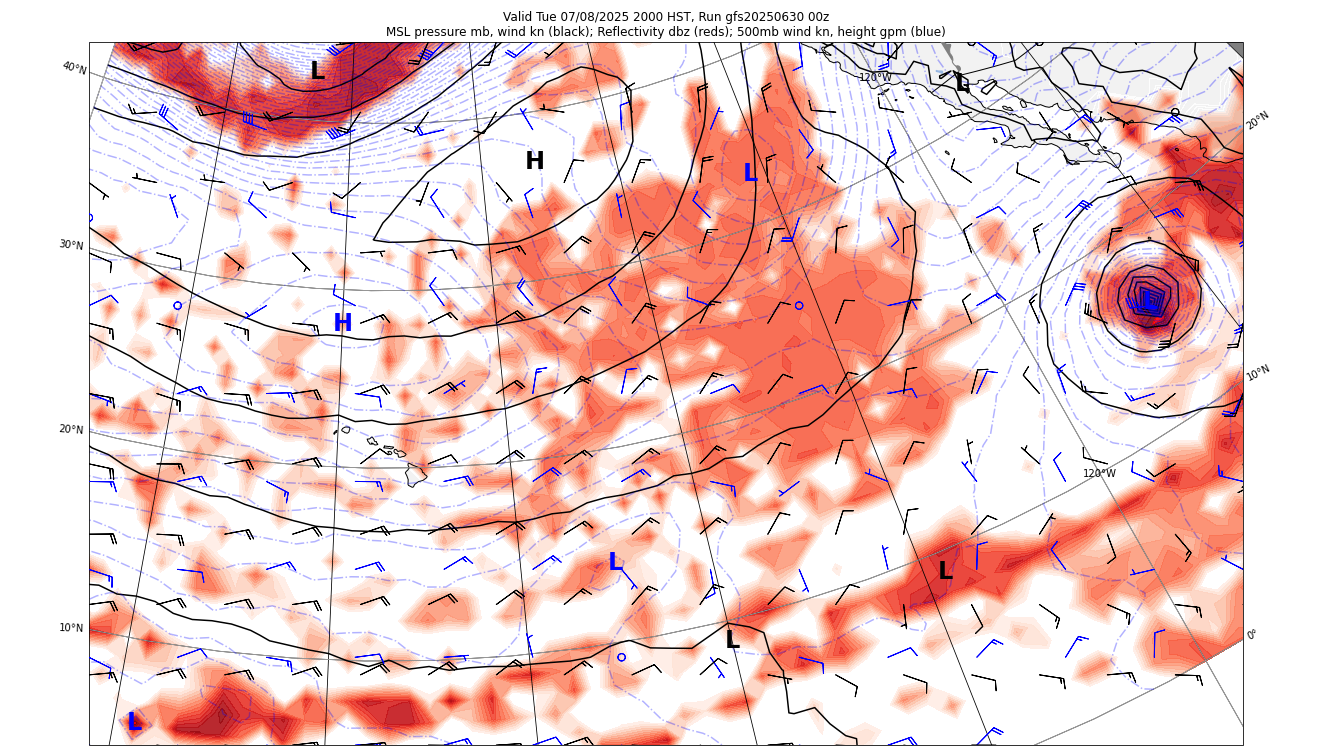 Valid Tue 07/08/2025 2000 HST, Run gfs20250630 00z
MSL pressure mb, wind kn (black); Reflectivity dbz (reds); 500mb wind kn, height gpm (blue)
40°N
L
120°W
L
20°N
H
L
30°N
H
10°N
20°N
120°W
L
L
10°N
L
0°
L